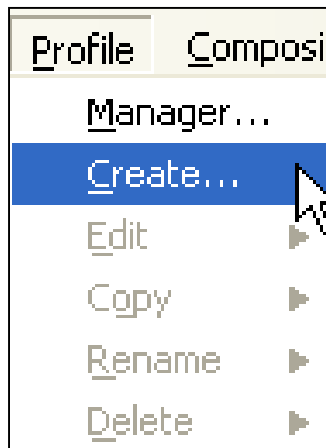 Profile Composi
Manager...
Create...
Edit
Copy
Rename
Delete